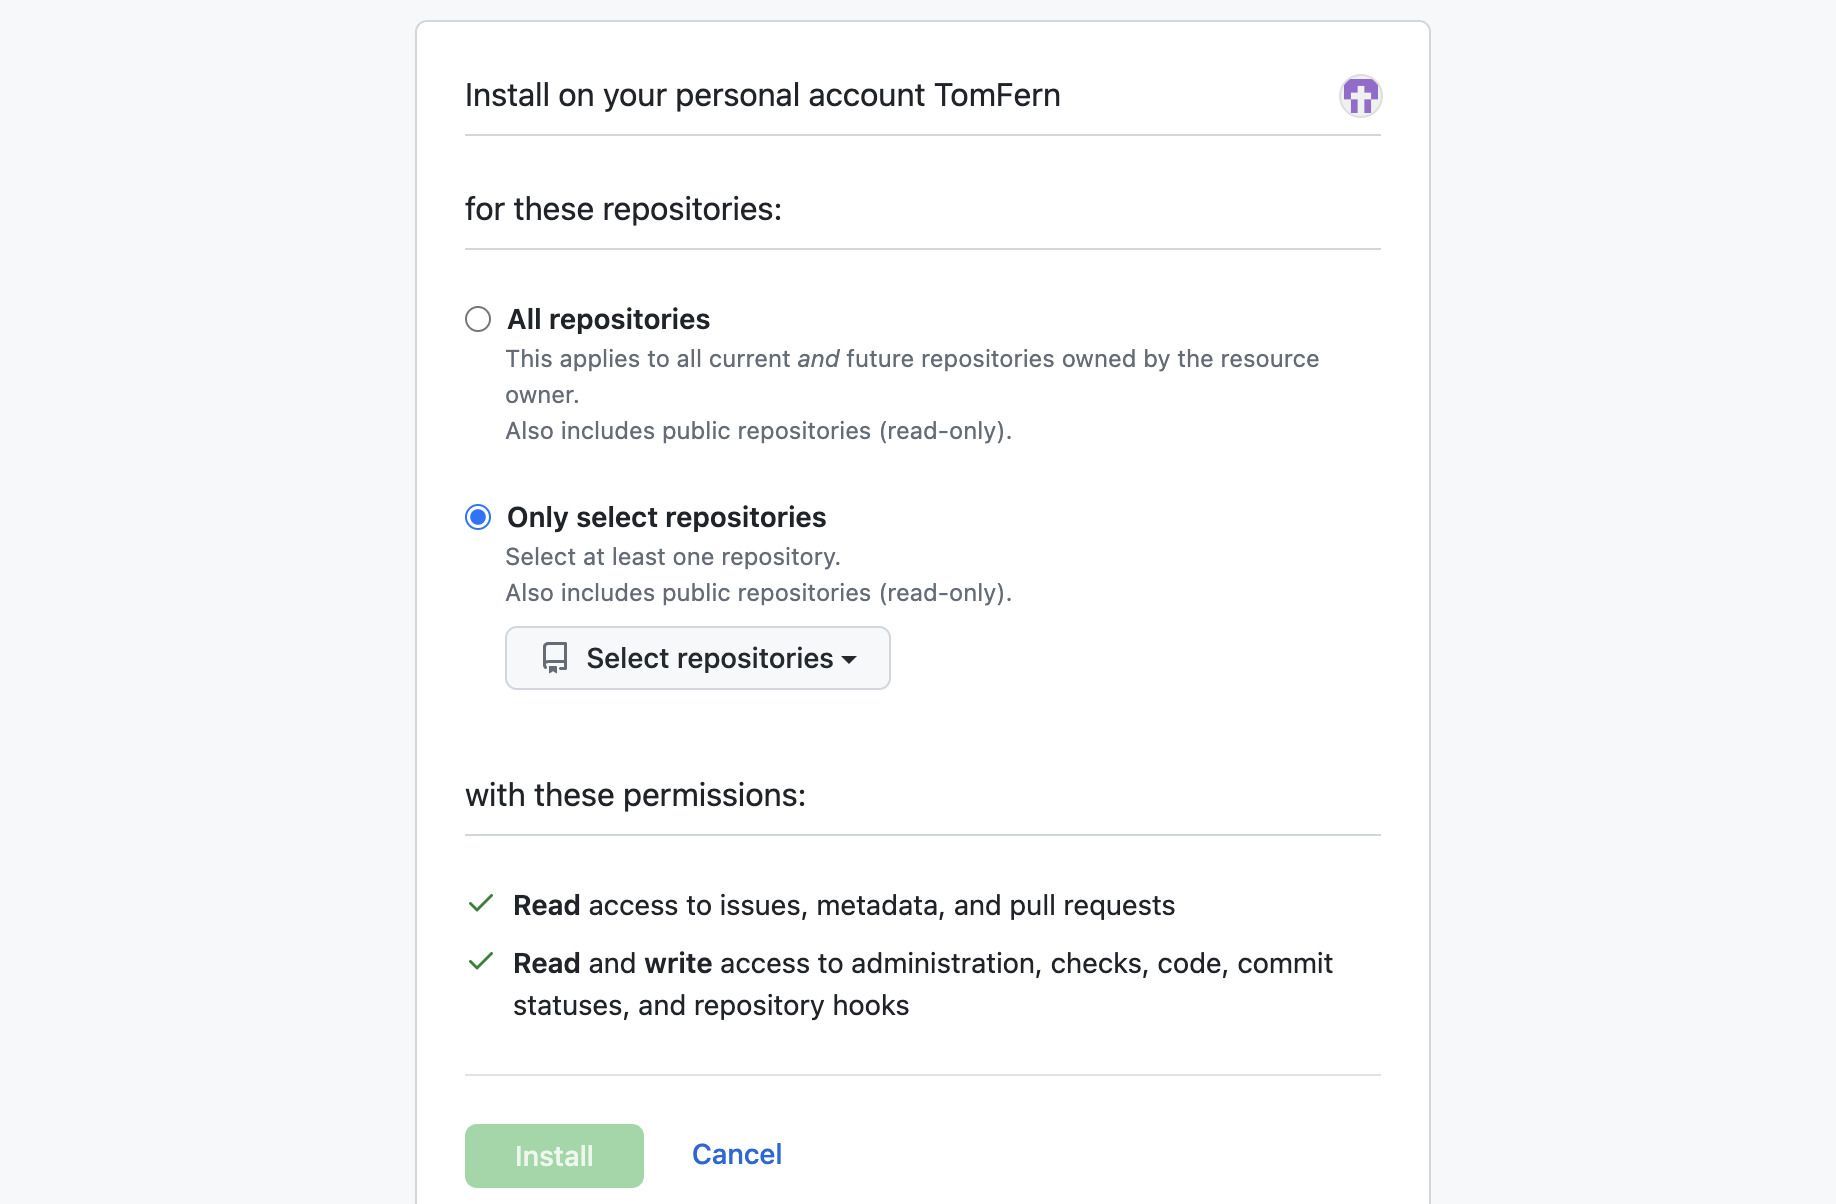 Install on your personal account TomFern
for these repositories:
All repositories
This applies to all current and future repositories owned by the resource
owner.
Also includes public repositories (read-only).
Only select repositories
Select at least one repository.
Also includes public repositories (read-only).
Select repositories
with these permissions:
Read access to issues, metadata, and pull requests
Read and write access to administration, checks, code, commit
statuses, and repository hooks
Install
Cancel